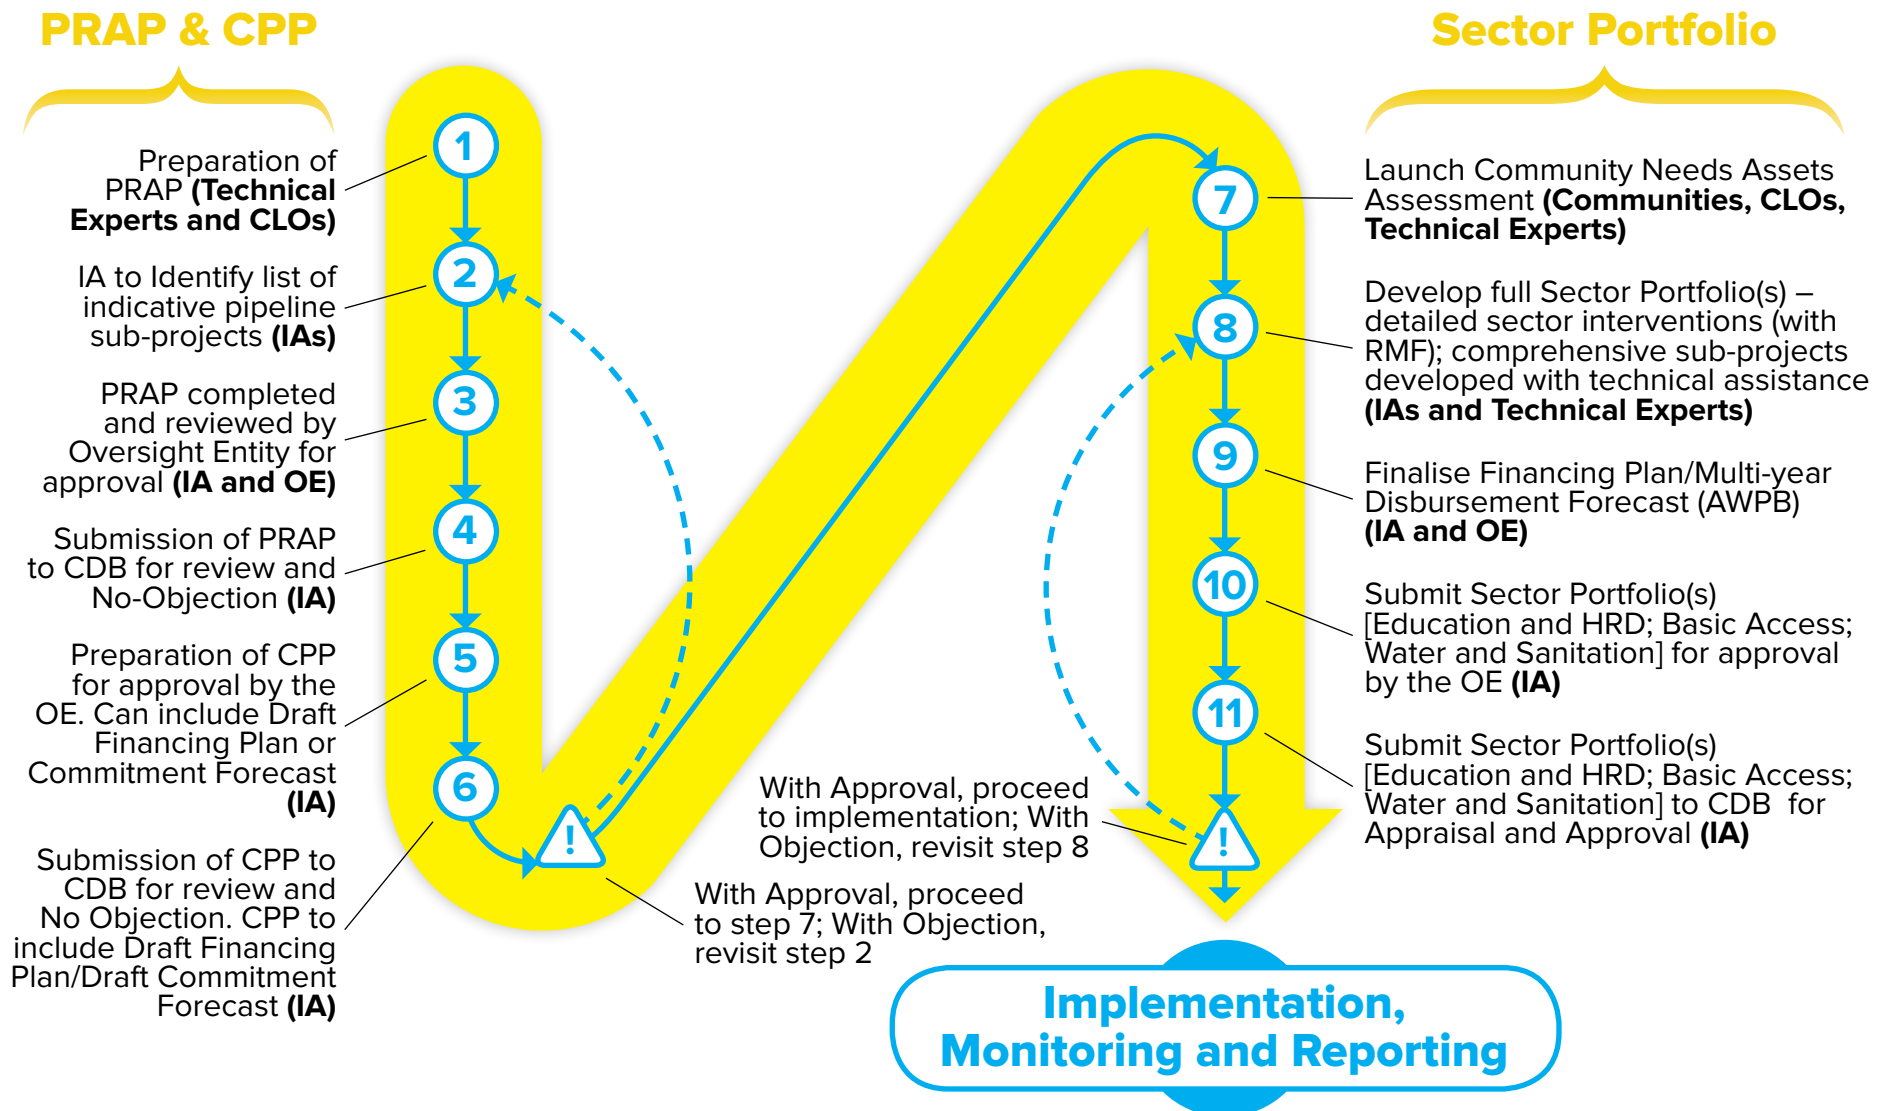 PRAP & CPP
1
Preparation of
PRAP (Technical
Experts and CLOs)
2
IA to Identify list of
indicative pipeline
sub-projects (IAs)
3
PRAP completed
and reviewed by
Oversight Entity for
approval (IA and OE)
4
Submission of PRAP
to CDB for review and
No-Objection (IA)
5
Preparation of CPP
for approval by the
OE. Can include Draft
Financing Plan or
Commitment Forecast
(IA)
6
Submission of CPP to
CDB for review and
No Objection. CPP to
include Draft Financing
Plan/Draft Commitment
Forecast (IA)
!
With Approval, proceed
to step 7; With Objection,
revisit step 2
Sector Portfolio
7
Launch Community Needs Assets
Assessment (Communities, CLOs,
Technical Experts)
8
Develop full Sector Portfolio(s) –
detailed sector interventions (with
RMF); comprehensive sub-projects
developed with technical assistance
(IAs and Technical Experts)
9
Finalise Financing Plan/Multi-year
Disbursement Forecast (AWPB)
(IA and OE)
10
Submit Sector Portfolio(s)
[Education and HRD; Basic Access;
Water and Sanitation] for approval
by the OE (IA)
11
Submit Sector Portfolio(s)
[Education and HRD; Basic Access;
Water and Sanitation] to CDB for
Appraisal and Approval (IA)
!
With Approval, proceed
to implementation; With
Objection, revisit step 8
Implementation,
Monitoring and Reporting